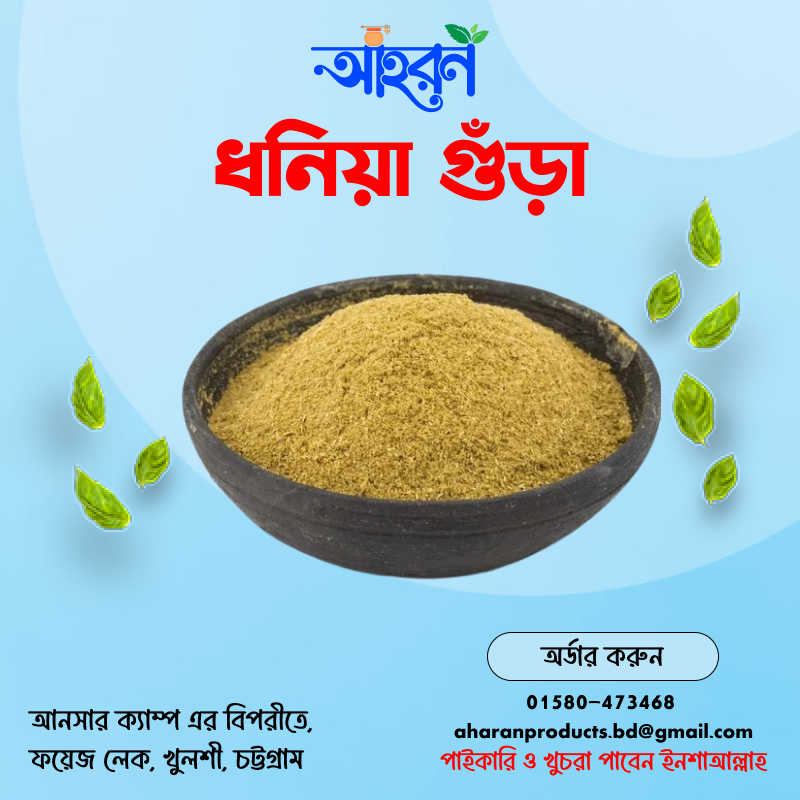 আহরন
ধনিয়া গুঁড়া
অর্ডার করুন
01580-473468
aharanproducts.bd@gmail.com
পাইকারি ও খুচরা পাবেন ইনশাআল্লাহ
আনসার ক্যাম্প এর বিপরীতে,
ফয়েজ লেক, খুলশী, চট্টগ্রাম